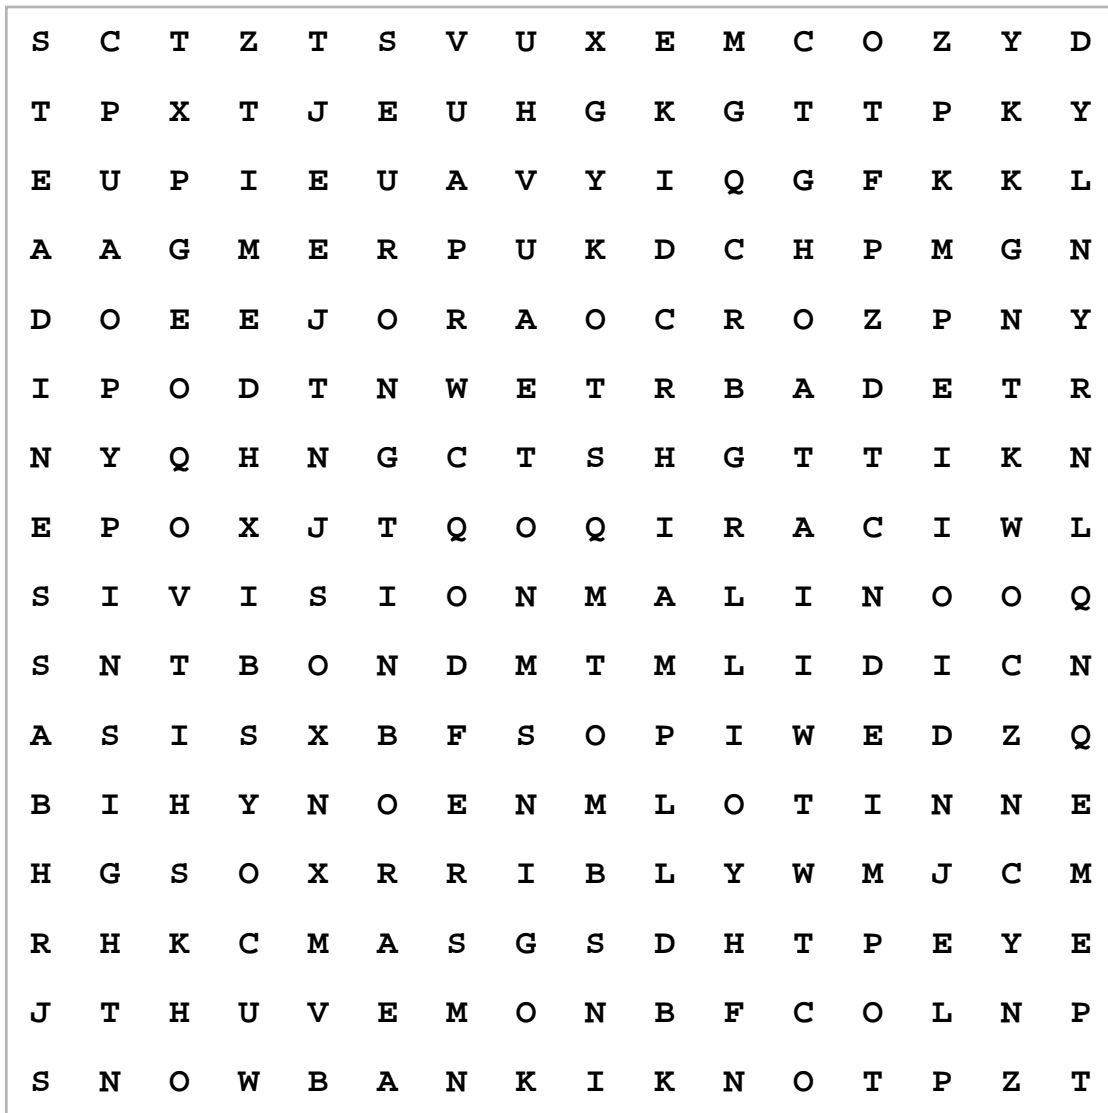 S C T Z T S V U X E M C O Z Y D
T P X T J E U H G K G T T P K Y
E U P I E U A V Y I Q G F K K L
A A G M E R P U K D C H P M G N
D O E E J O R A O C R O Z P N Y
I P O D T N W E T R B A D E T R
N Y Q H N G C T S H G T T I K N
E P O X J T Q O Q I R A C I W L
S I V I S I O N M A L I N O O Q
S N T B O N D M T M L I D I C N
A S I S X B F S O P I W E D Z Q
B I H Y N O E N M L O T I N N E
H G S O X R R I B L Y W M J C M
R H K C M A S G S D H T P E Y E
J T H U V E M O N B F C O L N P
S N O W B A N K I K N O T P Z T